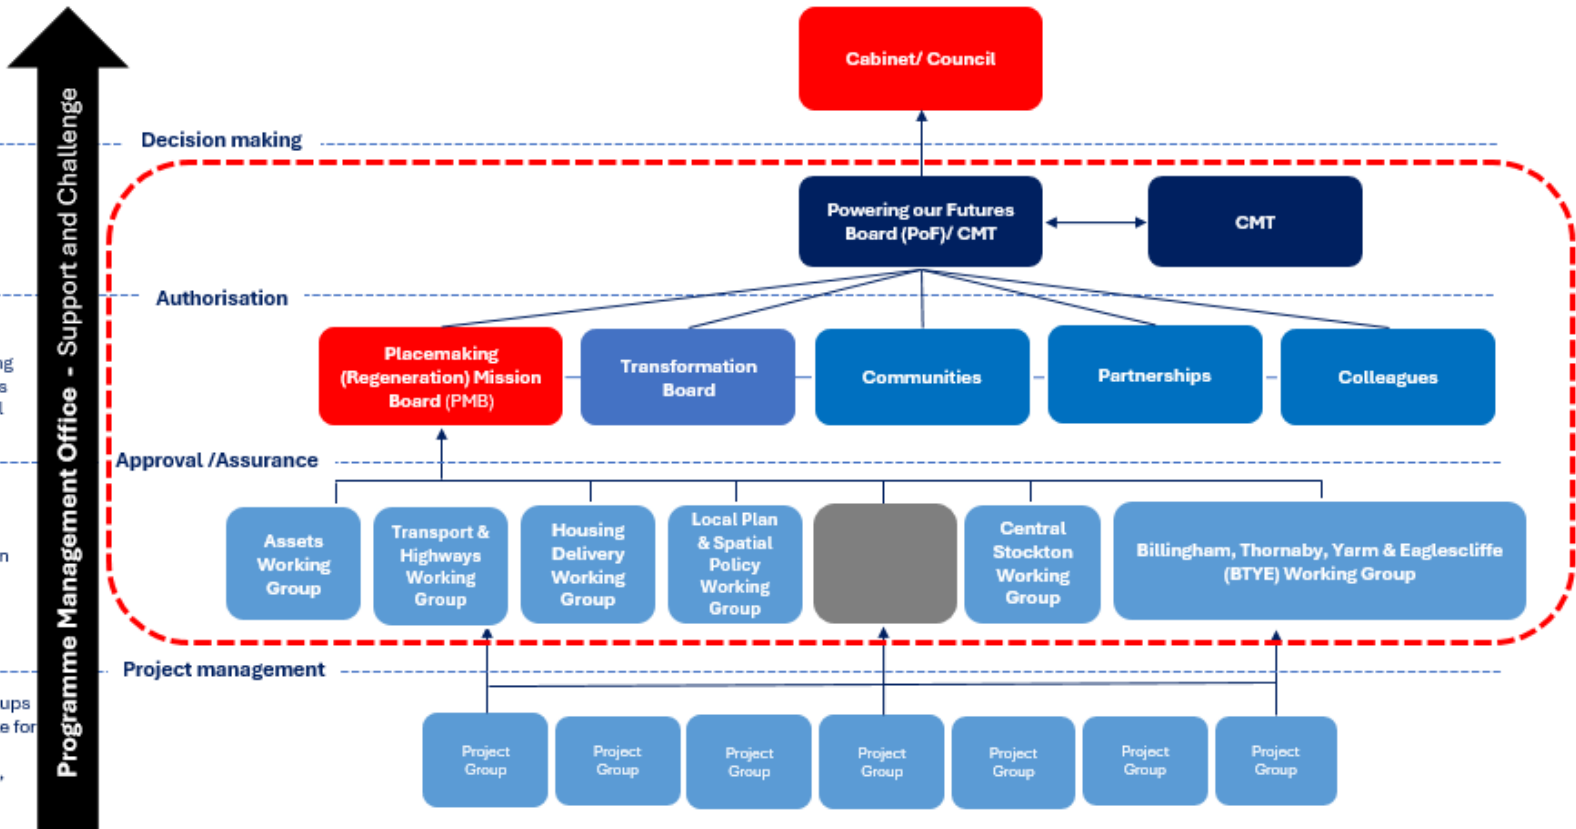 Cabinet/ Council
Decision making
Powering our Futures
Board (PoF)/ CMT
CMT
Authorisation
Placemaking
(Regeneration) Mission
Board (PMB)
Transformation
Board
Communities
Partnerships
Colleagues
Approval /Assurance
Assets
Working
Group
Transport &
Highways
Working
Group
Housing
Delivery
Working
Group
Local Plan
& Spatial
Policy
Working
Group
Central
Stockton
Working
Group
Billingham, Thornaby, Yarm & Eaglescliffe
(BTYE) Working Group
Project management
Project
Group
Project
Group
Project
Group
Project
Group
Project
Group
Project
Group
Project
Group
Programme Management Office - Support and Challenge
e for